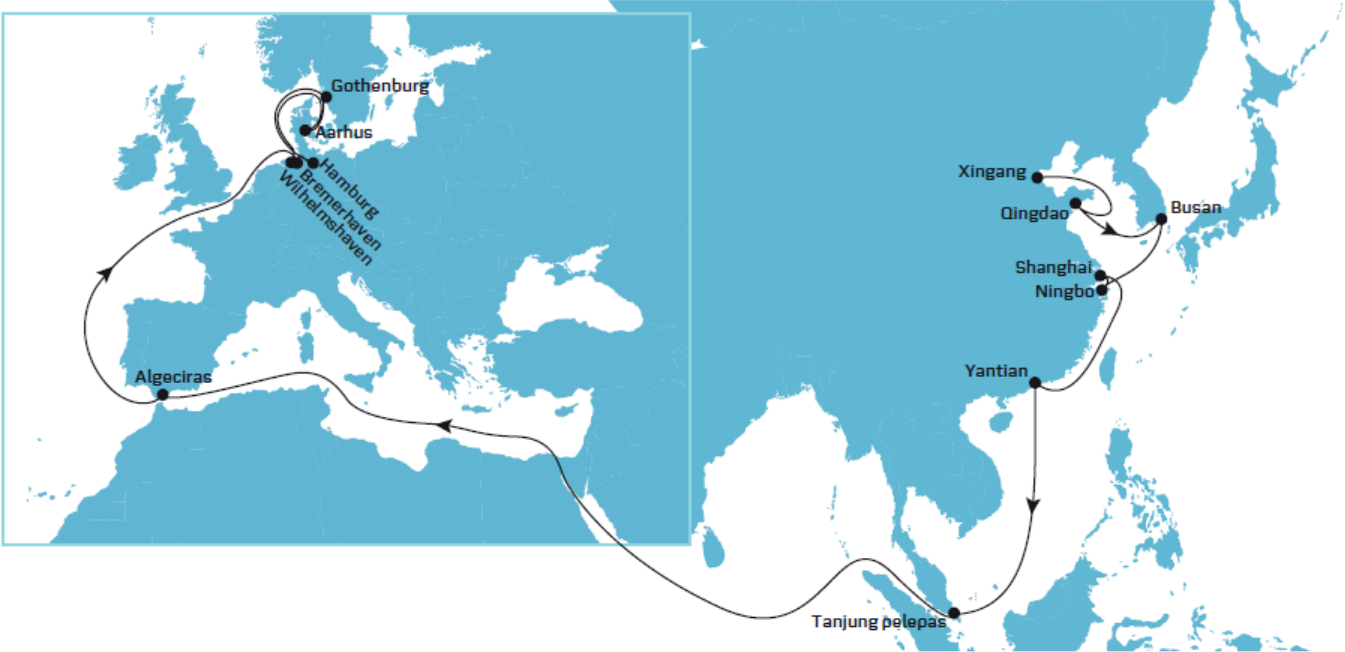 Gothenburg
Aarhus
Hamburg
Bremerhaven
Wilhelmshaven
Algeciras
Xingang
Qingdao
Busan
Shanghai
Ningbo
Yantian
Tanjung pelepas